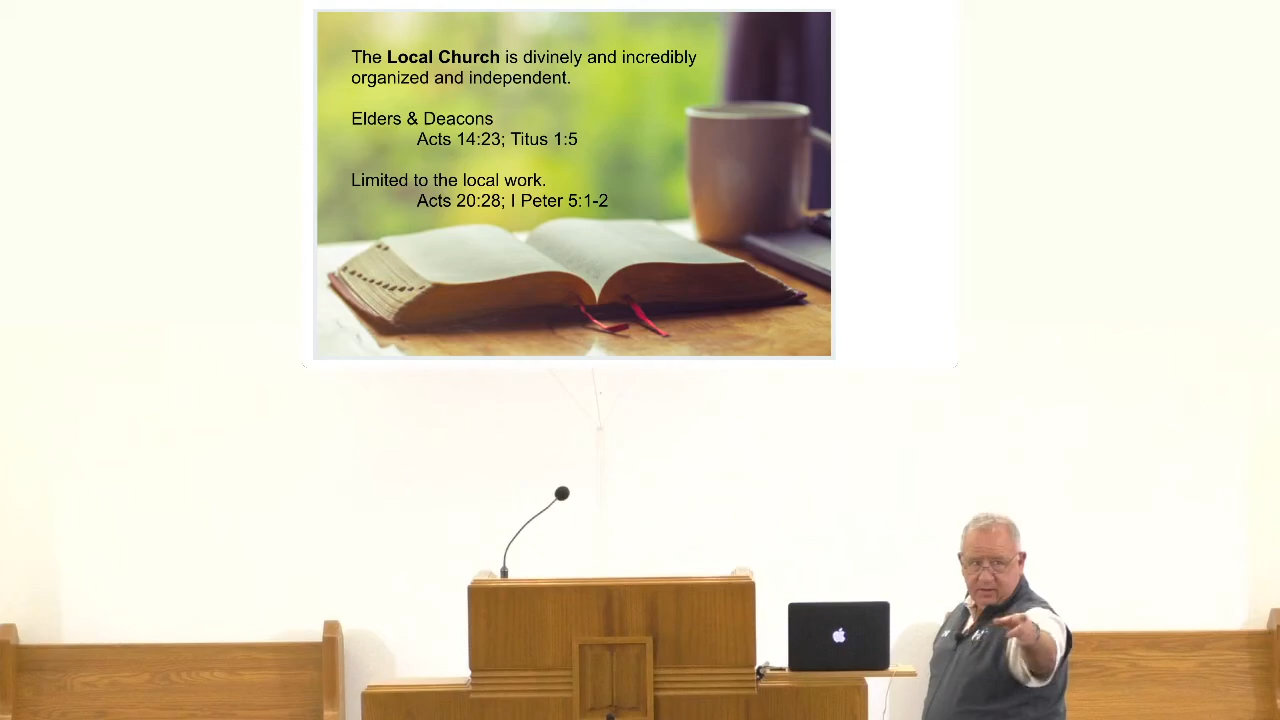 The Local Church is divinely and incredibly
organized and independent.
Elders & Deacons
Acts 14:23; Titus 1:5
Limited to the local work.
Acts 20:28; I Peter 5:1-2